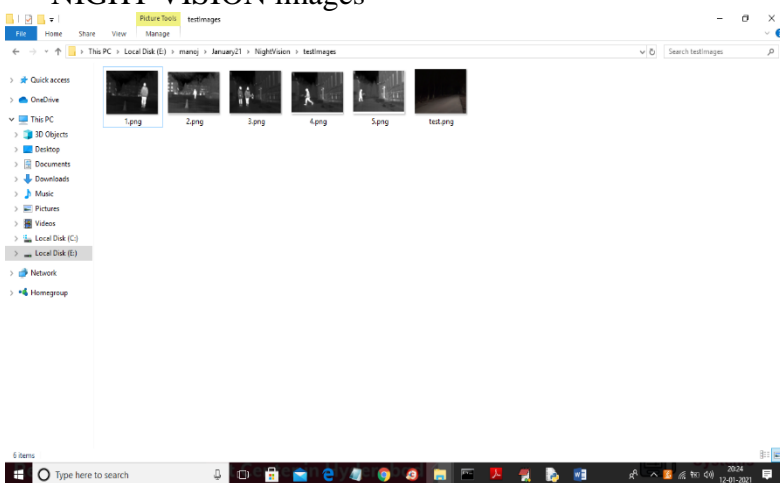 NIGHT VISION images
Picture Tools testImages
File Home Share View Manage
This PC > Local Disk (E:) > manoj > January21 > NightVision > testImages
Search testImages
Quick access
OneDrive
This PC
3D Objects
Desktop
Documents
Downloads
Music
Pictures
Videos
Local Disk (C:)
Local Disk (E:)
Network
Homegroup
1.png 2.png 3.png 4.png 5.png test.png
6 items
Type here to search
20:24
12-01-2021